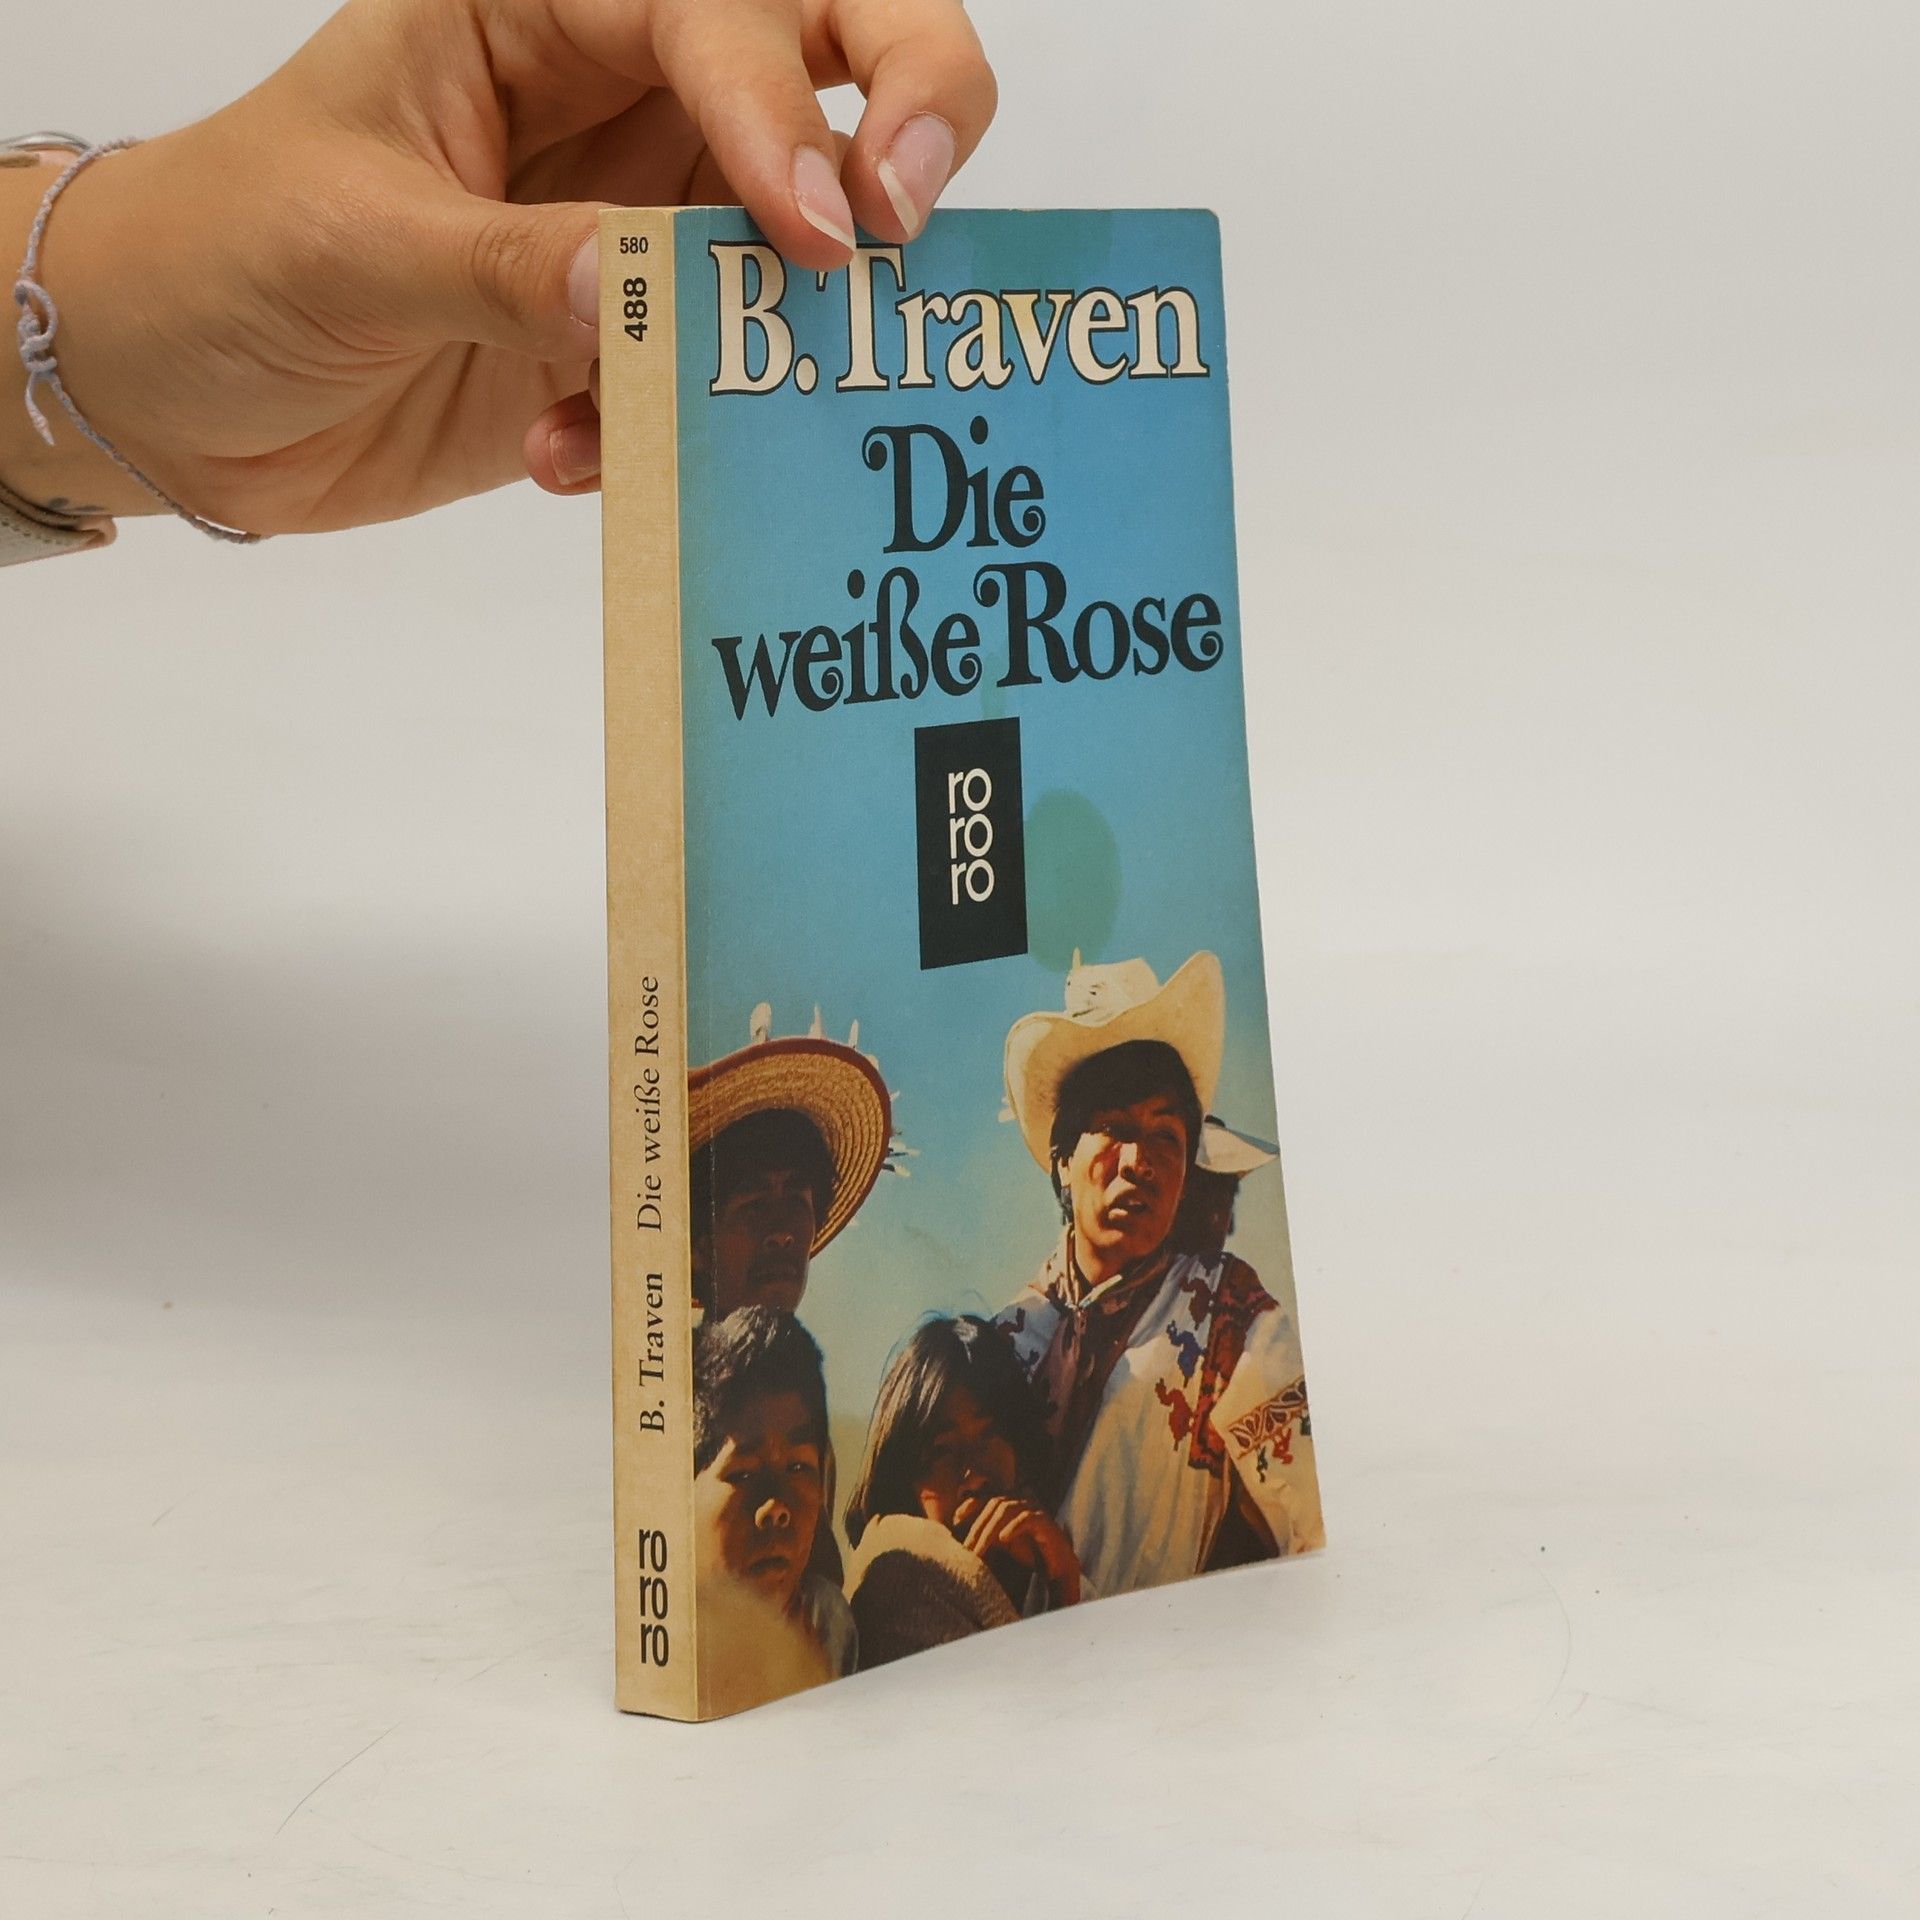 580
488
B. Traven Die weiße Rose
ro
ro
ro
B. Traven
Die
weiße Rose
ro
ro
ro